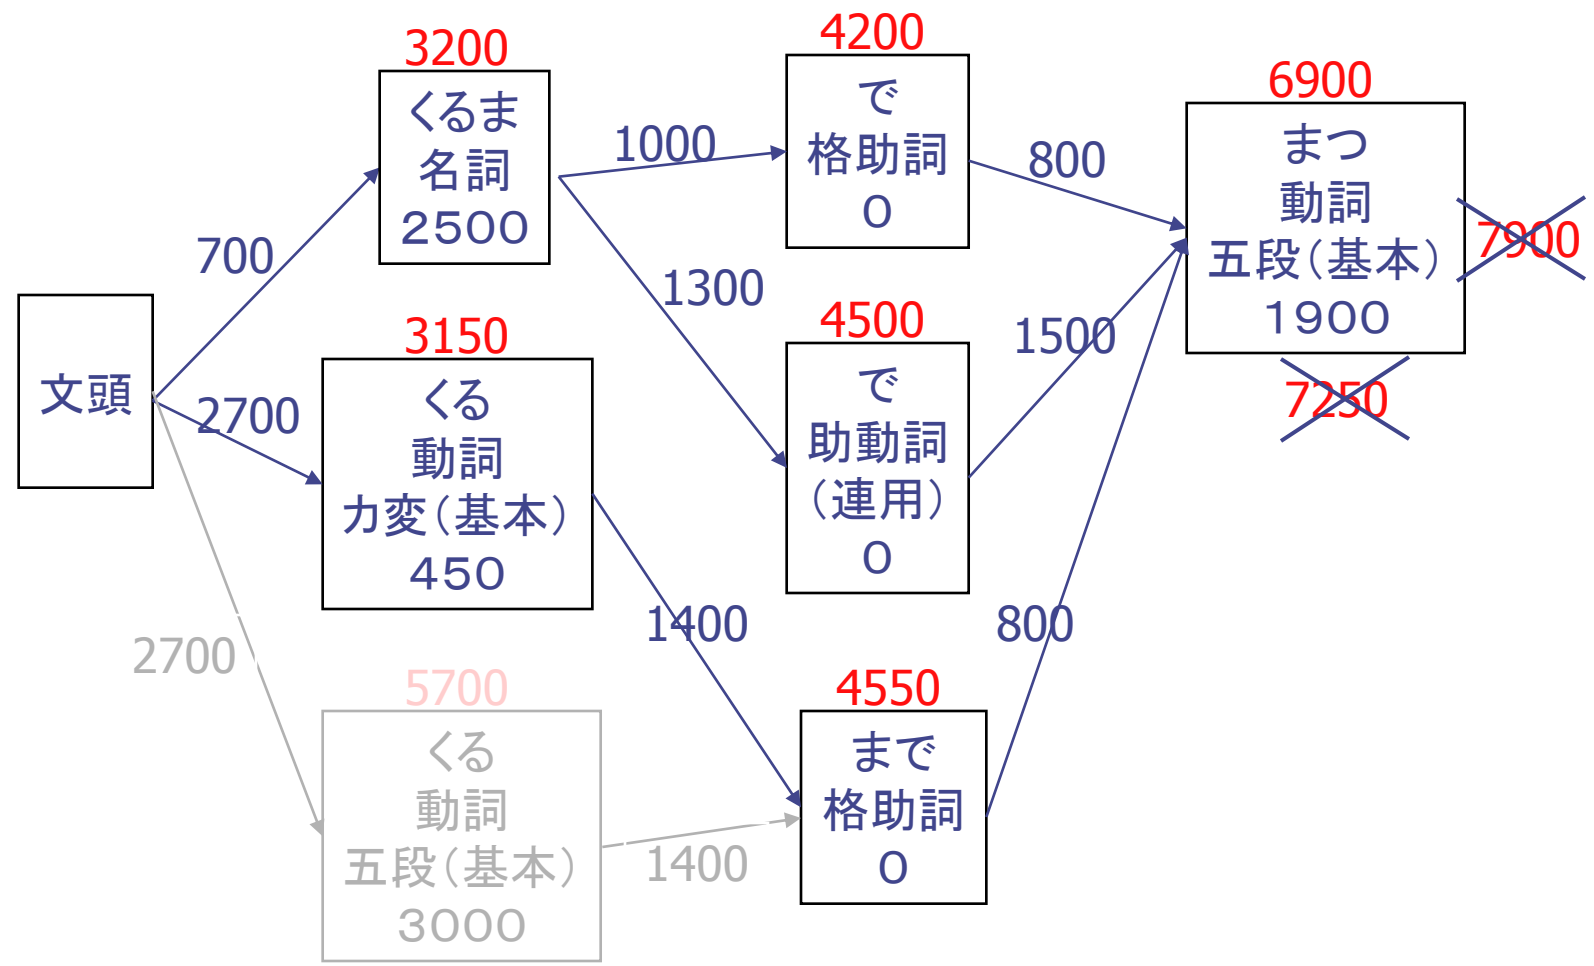 文頭
700
2700
2700
3200
くるま
名詞
2500
3150
くる
動詞
カ変(基本)
450
5700
くる
動詞
五段(基本)
3000
1000
1300
1400
1400
4200
で
格助詞
0
4500
で
助動詞
(連用)
0
4550
まで
格助詞
0
800
1500
800
6900
まつ
動詞
五段(基本)
1900
7900
7250